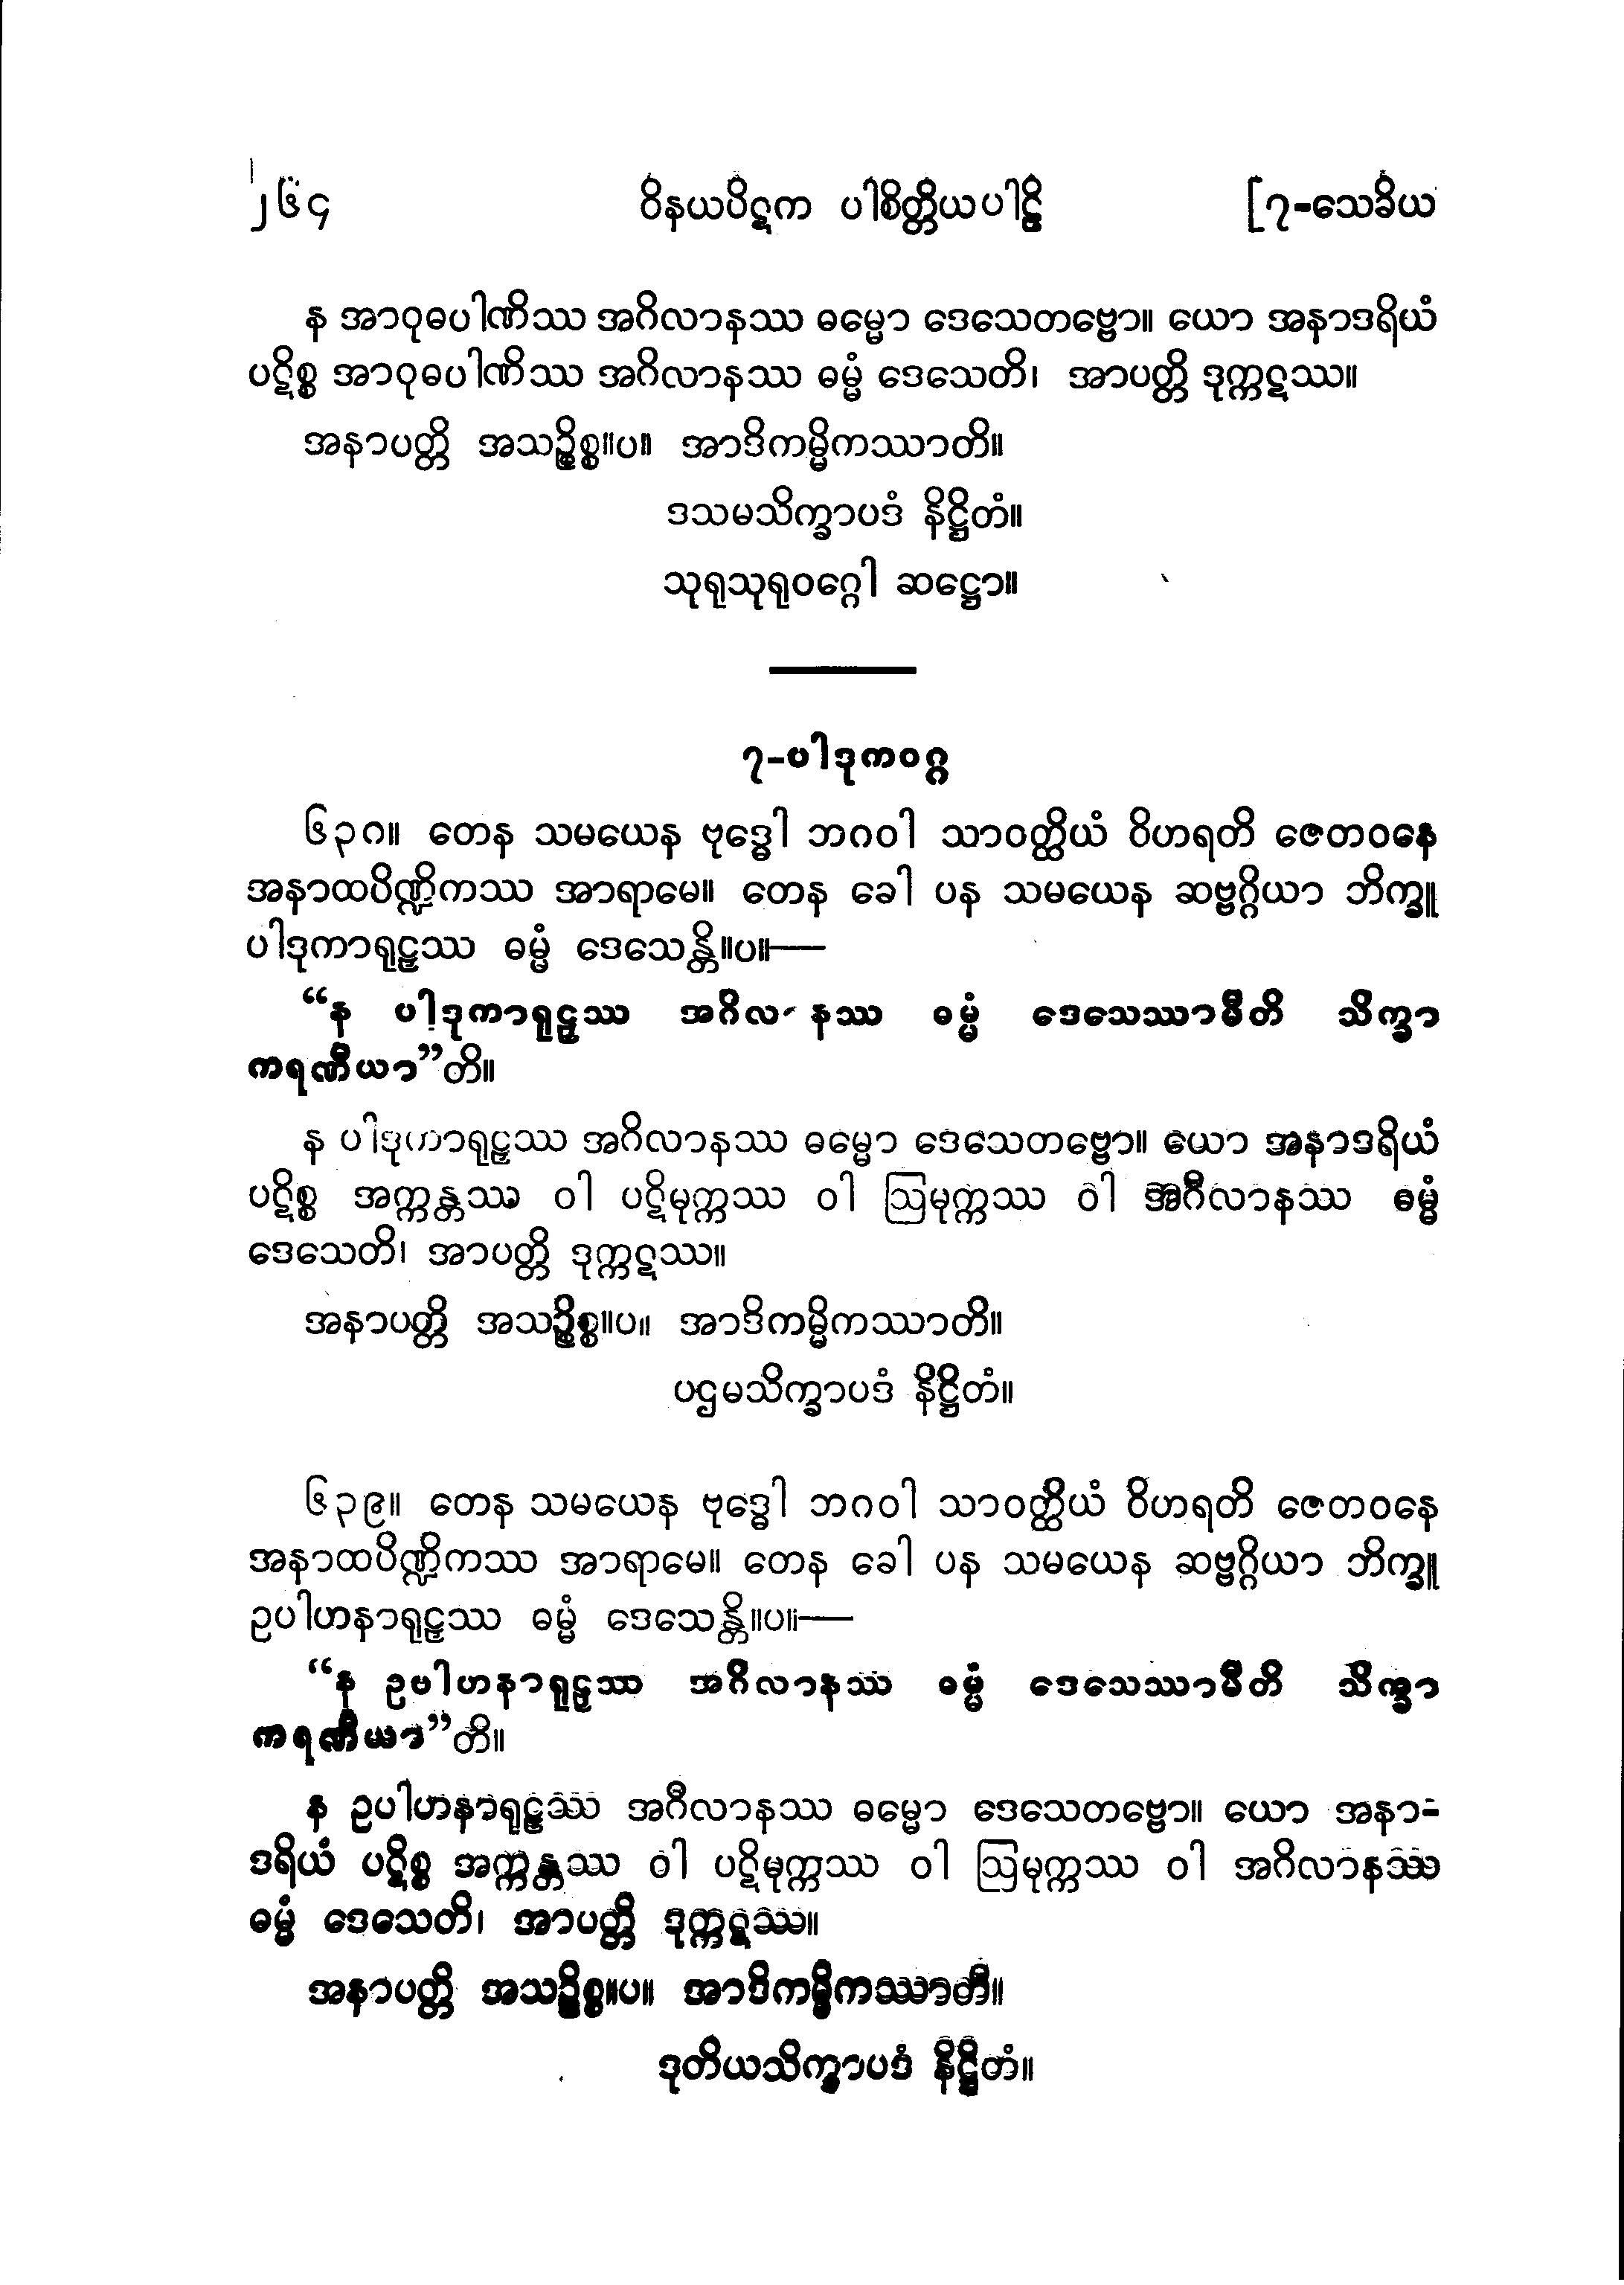 ၂၆၄ ဝိနယပိဋက ပါစိတ္တိယပါဠိ [၇-သေခိယ
န အာဝုဓပါဏိဿ အဂိလာနဿ ဓမ္မော ဒေသေတဗ္ဗော။ ယော အနာဒရိယံ
ပဋိစ္စ အာဝုဓပါဏိဿ အဂိလာနဿ ဓမ္မံ ဒေသေတိ၊ အာပတ္တိ ဒုက္ကဋဿ။
အနာပတ္တိ အသဉ္စိစ္စ။ပ။ အာဒိကမ္မိကဿာတိ။
ဒသမသိက္ခာပဒံ နိဋ္ဌိတံ။
သုရုသုရုဝဂ္ဂေါ ဆဋ္ဌော။
၇-ပါဒုကဝဂ္ဂ
၆၃၈။ တေန သမယေန ဗုဒ္ဓေါ ဘဂဝါ သာဝတ္ထိယံ ဝိဟရတိ ဇေတဝနေ
အနာထပိဏ္ဍိကဿ အာရာမေ။ တေန ခေါ ပန သမယေန ဆဗ္ဗဂ္ဂိယာ ဘိက္ခူ
ပါဒုကာရုဠှဿ ဓမ္မံ ဒေသေန္တိ။ပ။—
“န ပါဒုကာရုဠှဿ အဂိလာနဿ ဓမ္မံ ဒေသေဿာမီတိ သိက္ခာ
ကရဏီယာ”တိ။
န ပါဒုကာရုဠှဿ အဂိလာနဿ ဓမ္မော ဒေသေတဗ္ဗော။ ယော အနာဒရိယံ
ပဋိစ္စ အက္ကန္တဿ ဝါ ပဋိမုက္ကဿ ဝါ ဩမုက္ကဿ ဝါ အဂိလာနဿ ဓမ္မံ
ဒေသေတိ၊ အာပတ္တိ ဒုက္ကဋဿ။
အနာပတ္တိ အသဉ္စိစ္စ။ပ။ အာဒိကမ္မိကဿာတိ။
ပဌမသိက္ခာပဒံ နိဋ္ဌိတံ။
၆၃၉။ တေန သမယေန ဗုဒ္ဓေါ ဘဂဝါ သာဝတ္ထိယံ ဝိဟရတိ ဇေတဝနေ
အနာထပိဏ္ဍိကဿ အာရာမေ။ တေန ခေါ ပန သမယေန ဆဗ္ဗဂ္ဂိယာ ဘိက္ခူ
ဥပါဟနာရုဠှဿ ဓမ္မံ ဒေသေန္တိ။ပ။—
“န ဥပါဟနာရုဠှဿ အဂိလာနဿ ဓမ္မံ ဒေသေဿာမီတိ သိက္ခာ
ကရဏီယာ”တိ။
န ဥပါဟနာရုဠှဿ အဂိလာနဿ ဓမ္မော ဒေသေတဗ္ဗော။ ယော အနာ-
ဒရိယံ ပဋိစ္စ အက္ကန္တဿ ဝါ ပဋိမုက္ကဿ ဝါ ဩမုက္ကဿ ဝါ အဂိလာနဿ
ဓမ္မံ ဒေသေတိ၊ အာပတ္တိ ဒုက္ကဋဿ။
အနာပတ္တိ အသဉ္စိစ္စ။ပ။ အာဒိကမ္မိကဿာတိ။
ဒုတိယသိက္ခာပဒံ နိဋ္ဌိတံ။